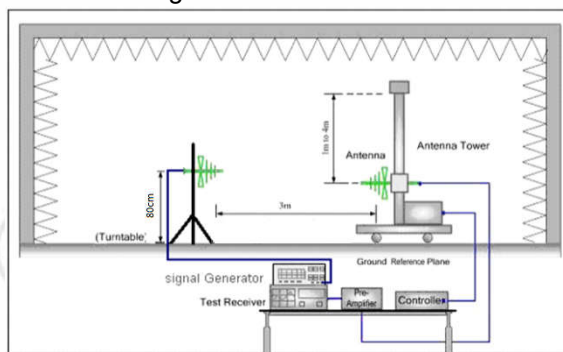 1m to 4m
Antenna Tower
Antenna
80cm
3m
(Turntable)
Ground Reference Plane
signal Generator
Test Receiver
Pre-
Amplifier
Controller